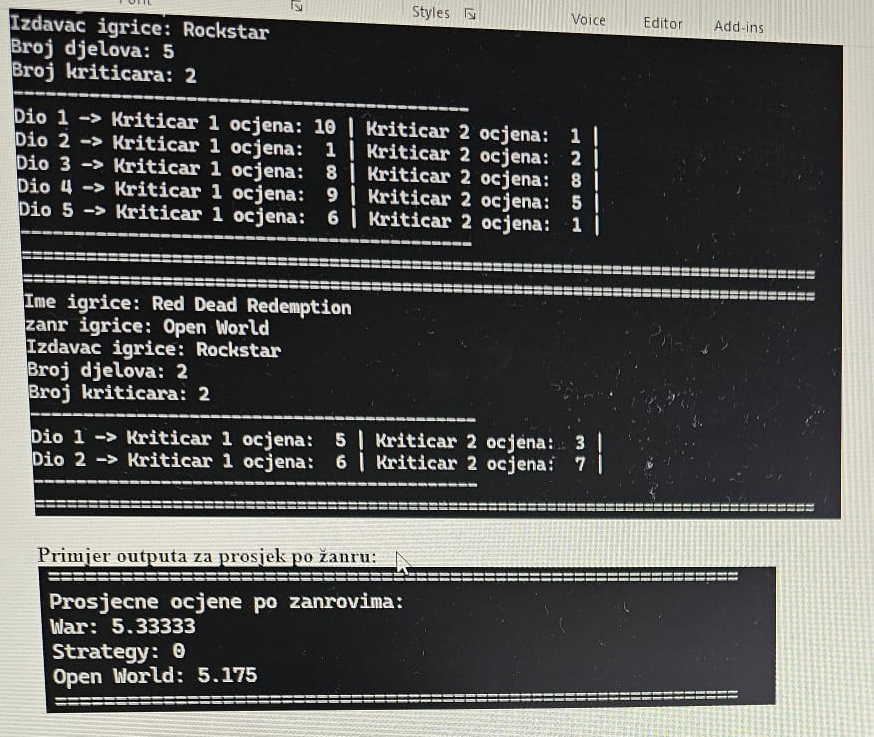 Styles Voice Editor Add-ins
Izdavac igrice: Rockstar
Broj djelova: 5
Broj kriticara: 2
---------------------------------------------------
Dio 1 -> Kriticar 1 ocjena: 10 | Kriticar 2 ocjena:  1 |
Dio 2 -> Kriticar 1 ocjena:  1 | Kriticar 2 ocjena:  2 |
Dio 3 -> Kriticar 1 ocjena:  8 | Kriticar 2 ocjena:  8 |
Dio 4 -> Kriticar 1 ocjena:  9 | Kriticar 2 ocjena:  5 |
Dio 5 -> Kriticar 1 ocjena:  6 | Kriticar 2 ocjena:  1 |
---------------------------------------------------
==========================================================================
==========================================================================
Ime igrice: Red Dead Redemption
zanr igrice: Open World
Izdavac igrice: Rockstar
Broj djelova: 2
Broj kriticara: 2
---------------------------------------------------
Dio 1 -> Kriticar 1 ocjena:  5 | Kriticar 2 ocjena:  3 |
Dio 2 -> Kriticar 1 ocjena:  6 | Kriticar 2 ocjena:  7 |
---------------------------------------------------
==========================================================================
Primjer outputa za prosjek po žanru:
==========================================================================
Prosjecne ocjene po zanrovima:
War: 5.33333
Strategy: 0
Open World: 5.175
==========================================================================